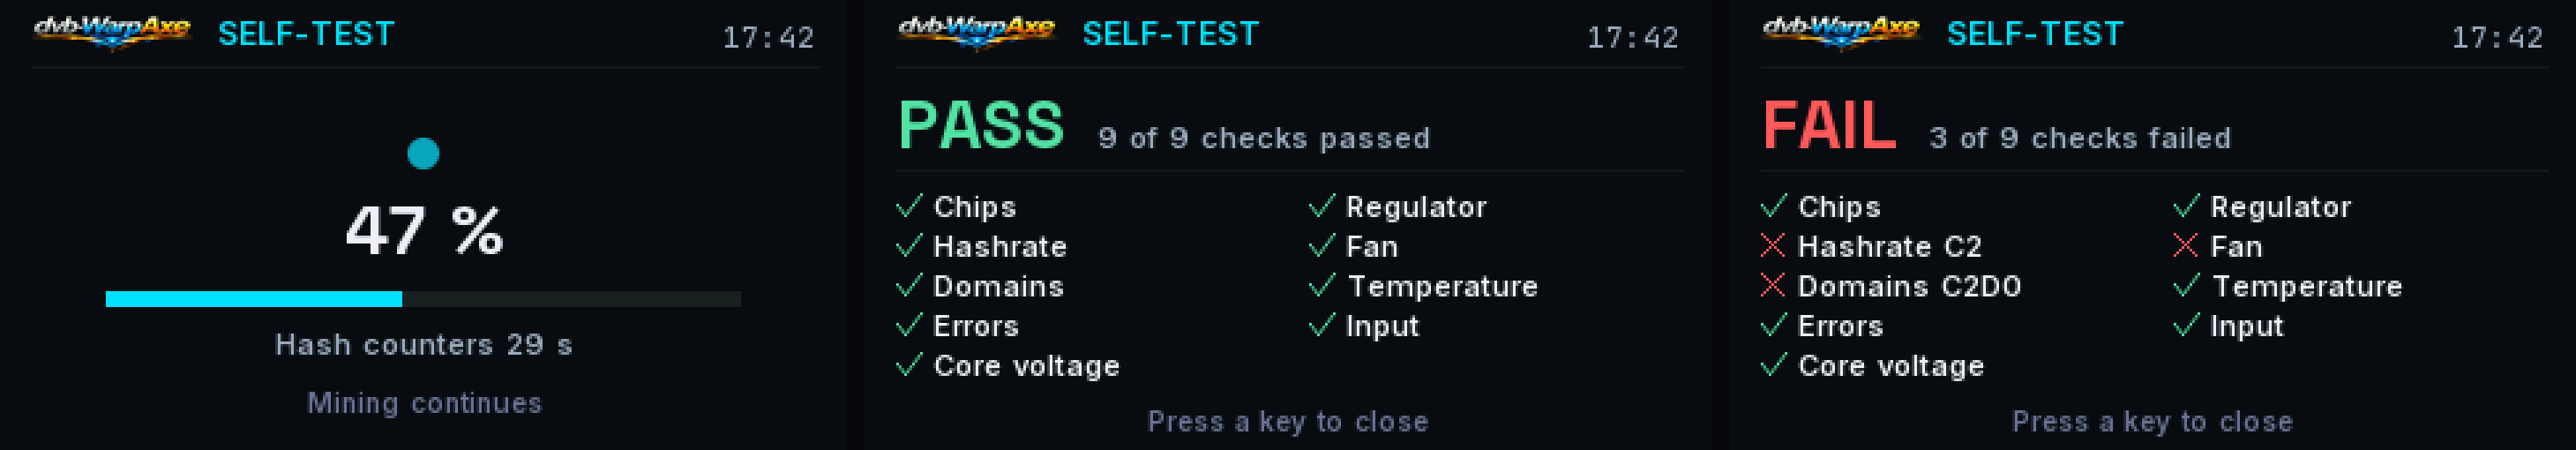 dvb-WarpAxe SELF-TEST 17:42
47 %
Hash counters 29 s
Mining continues
dvb-WarpAxe SELF-TEST 17:42
PASS 9 of 9 checks passed
Chips
Hashrate
Domains
Errors
Core voltage
Regulator
Fan
Temperature
Input
Press a key to close
dvb-WarpAxe SELF-TEST 17:42
FAIL 3 of 9 checks failed
Chips
Hashrate C2
Domains C2D0
Errors
Core voltage
Regulator
Fan
Temperature
Input
Press a key to close